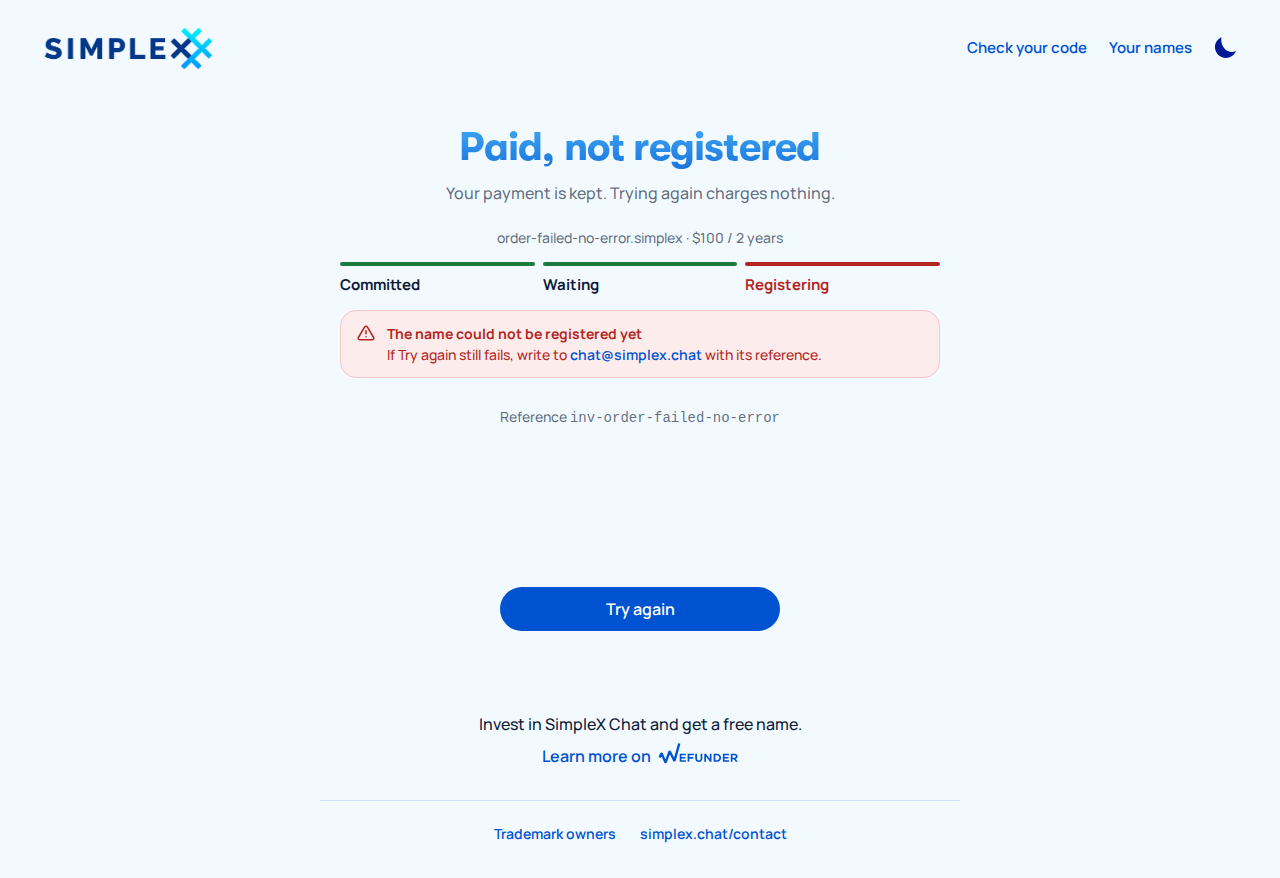 SIMPLEX
Check your code
Your names
Paid, not registered
Your payment is kept. Trying again charges nothing.
order-failed-no-error.simplex · $100 / 2 years
Committed
Waiting
Registering
The name could not be registered yet
If Try again still fails, write to chat@simplex.chat with its reference.
Reference inv-order-failed-no-error
Try again
Invest in SimpleX Chat and get a free name.
Learn more on WEFUNDER
Trademark owners
simplex.chat/contact